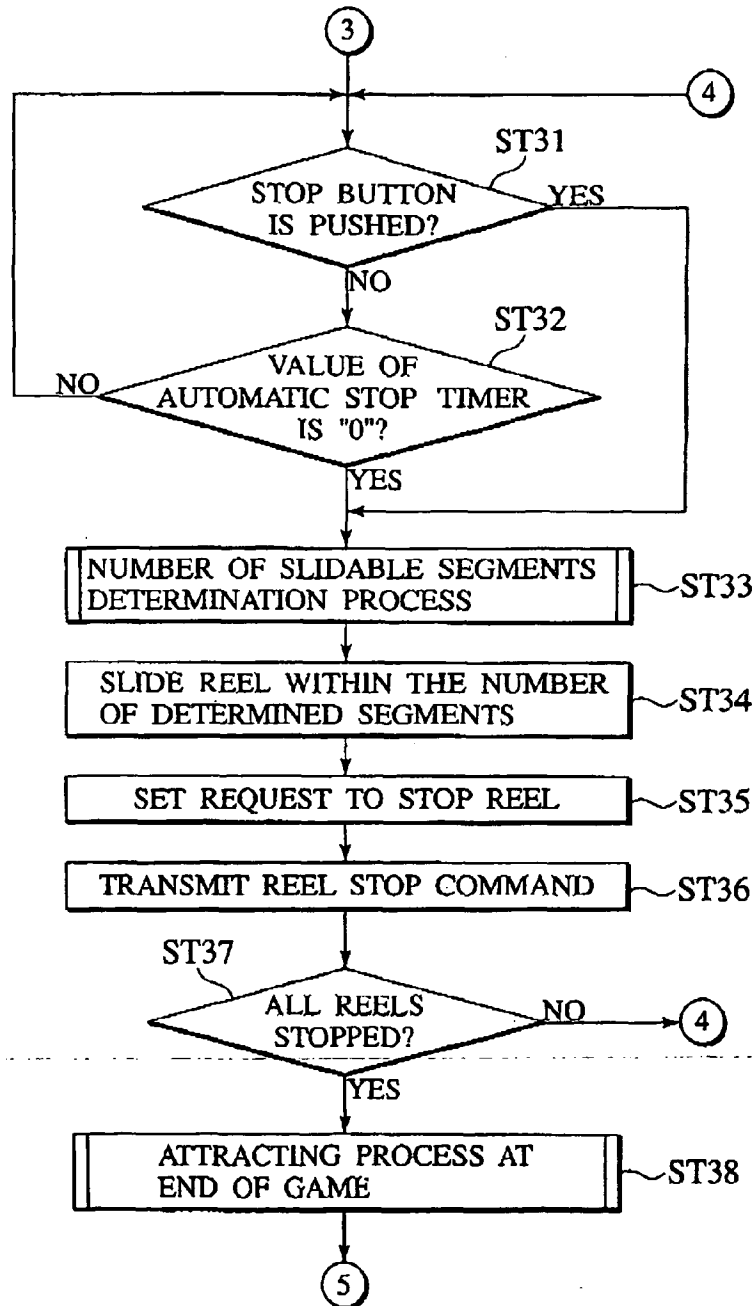 3
4
ST31
STOP BUTTON
IS PUSHED?
YES
NO
ST32
VALUE OF
AUTOMATIC STOP TIMER
IS "0"?
NO
YES
NUMBER OF SLIDABLE SEGMENTS
DETERMINATION PROCESS
ST33
SLIDE REEL WITHIN THE NUMBER
OF DETERMINED SEGMENTS
ST34
SET REQUEST TO STOP REEL
ST35
TRANSMIT REEL STOP COMMAND
ST36
ST37
ALL REELS
STOPPED?
NO
4
YES
ATTRACTING PROCESS AT
END OF GAME
ST38
5